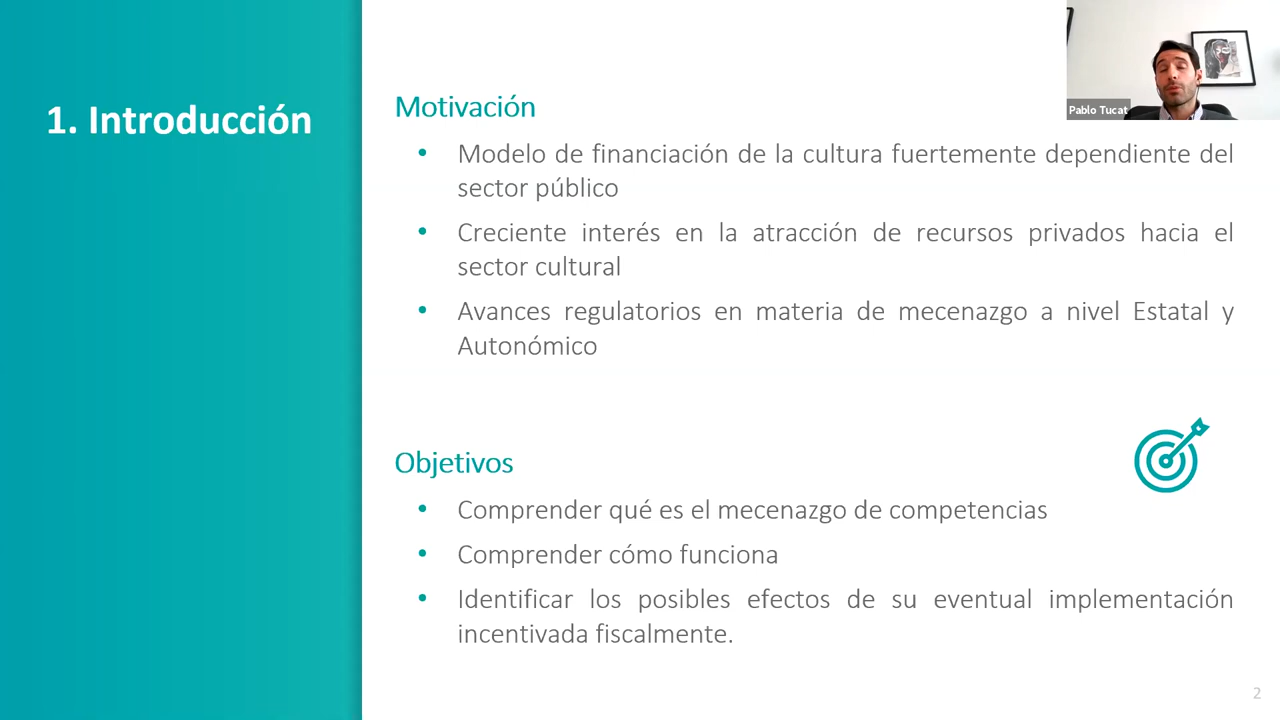 1. Introducción
Motivación
• Modelo de financiación de la cultura fuertemente dependiente del
sector público
• Creciente interés en la atracción de recursos privados hacia el
sector cultural
• Avances regulatorios en materia de mecenazgo a nivel Estatal y
Autonómico
Pablo Tucat
Objetivos
• Comprender qué es el mecenazgo de competencias
• Comprender cómo funciona
• Identificar los posibles efectos de su eventual implementación
incentivada fiscalmente.
2